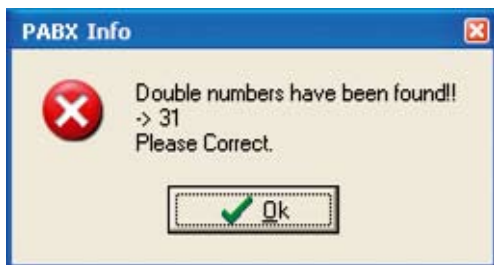 PABX Info
Double numbers have been found!!
-> 31
Please Correct.
Ok